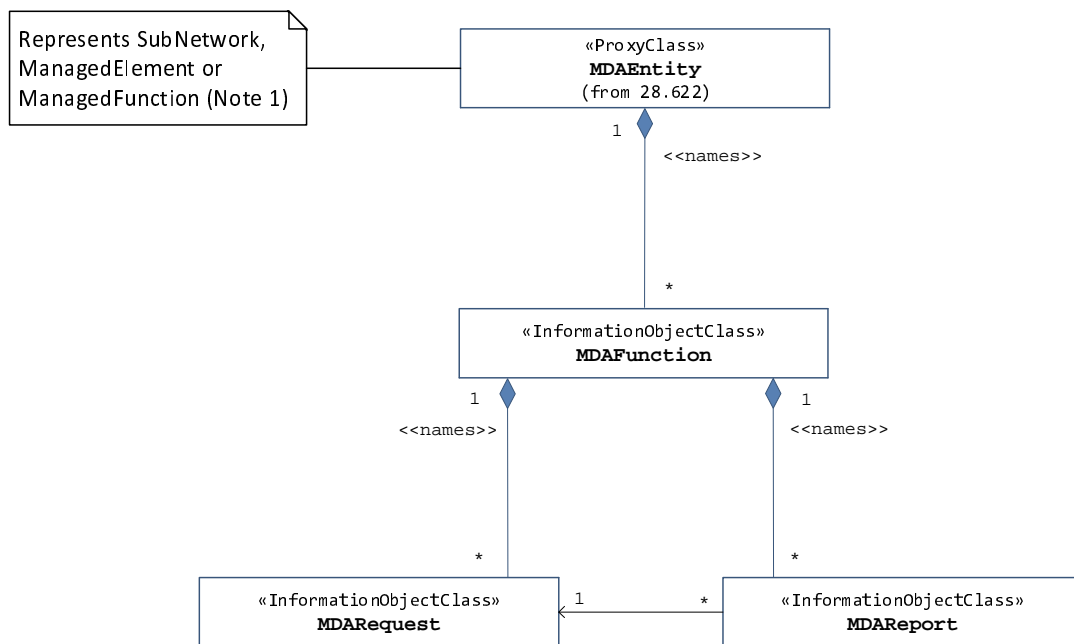 Represents SubNetwork,
ManagedElement or
ManagedFunction (Note 1)
«ProxyClass»
MDAEntity
(from 28.622)
1
<<names>>
*
«InformationObjectClass»
MDAFunction
1
<<names>>
1
<<names>>
*
*
«InformationObjectClass»
MDARequest
1
*
«InformationObjectClass»
MDAReport